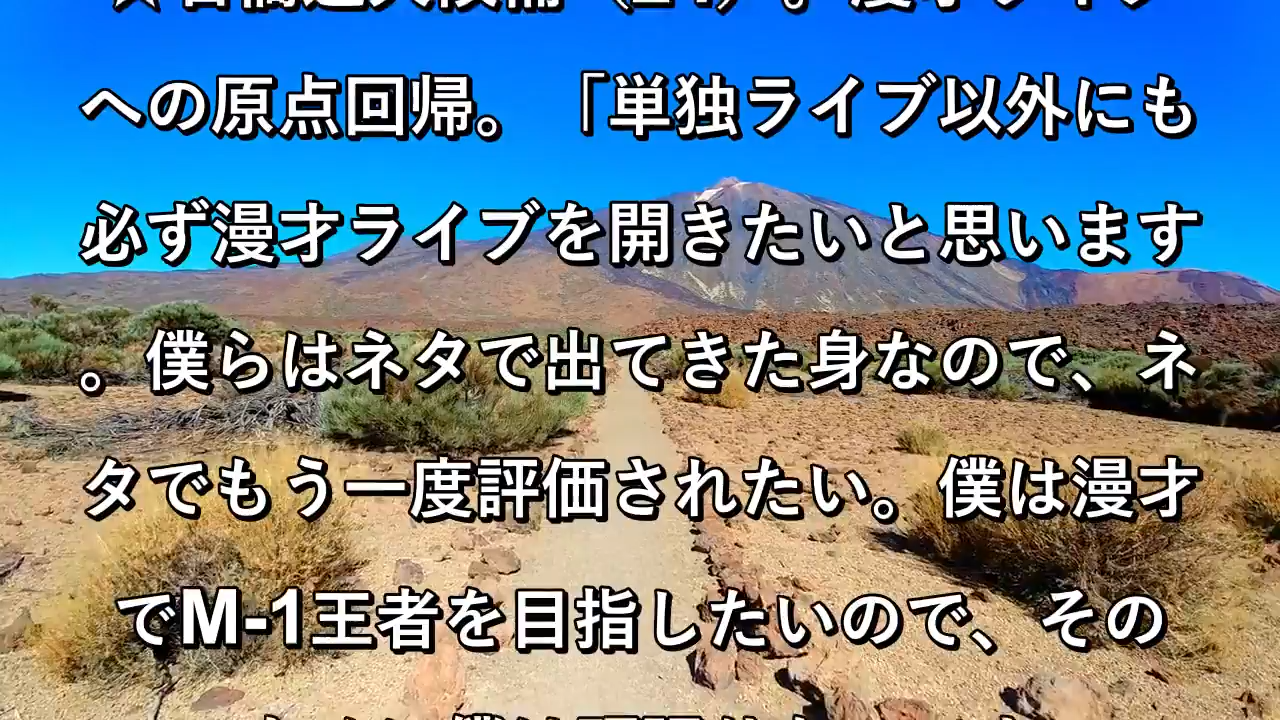 への原点回帰。「単独ライブ以外にも
必ず漫才ライブを開きたいと思います
。僕らはネタで出てきた身なので、ネ
タでもう一度評価されたい。僕は漫才
でM-1王者を目指したいので、その